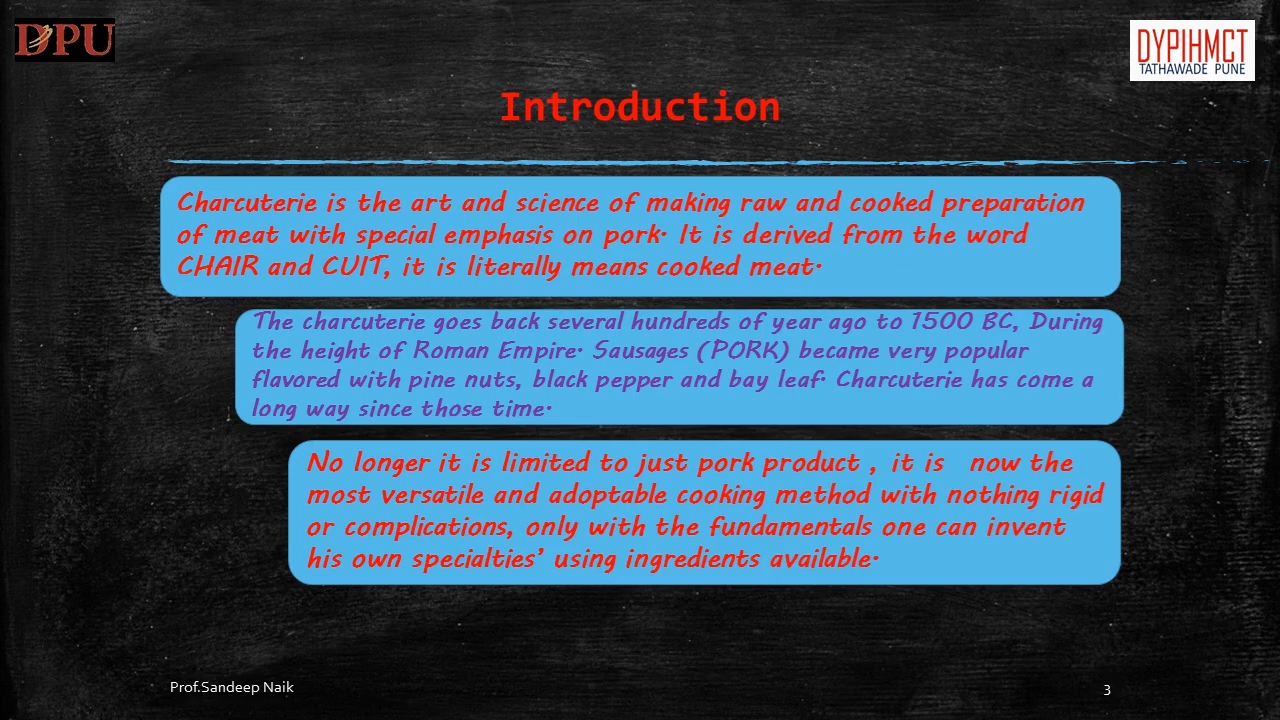 DPU
DYPIHMCT
TATHAWADE PUNE
Introduction
Charcuterie is the art and science of making raw and cooked preparation
of meat with special emphasis on pork. It is derived from the word
CHAIR and CUIT, it is literally means cooked meat.
The charcuterie goes back several hundreds of year ago to 1500 BC, During
the height of Roman Empire. Sausages (PORK) became very popular
flavored with pine nuts, black pepper and bay leaf. Charcuterie has come a
long way since those time.
No longer it is limited to just pork product , it is now the
most versatile and adoptable cooking method with nothing rigid
or complications, only with the fundamentals one can invent
his own specialties’ using ingredients available.
Prof.Sandeep Naik
3